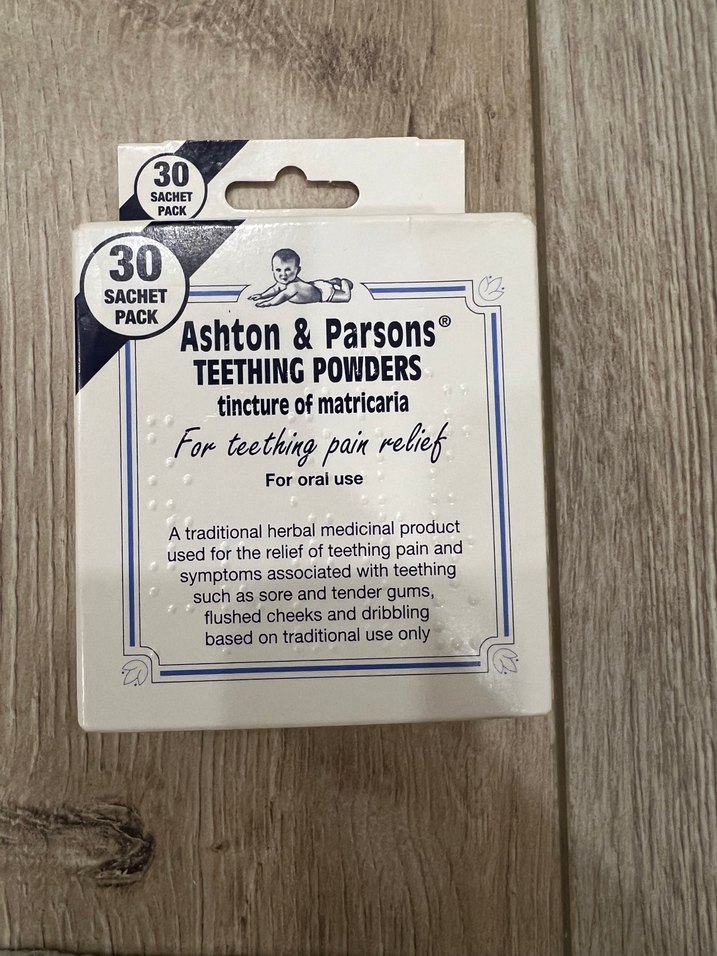 30
SACHET
PACK
30
SACHET
PACK
Ashton & Parsons®
TEETHING POWDERS
tincture of matricaria
For teething pain relief
For oral use
A traditional herbal medicinal product
used for the relief of teething pain and
symptoms associated with teething
such as sore and tender gums,
flushed cheeks and dribbling
based on traditional use only